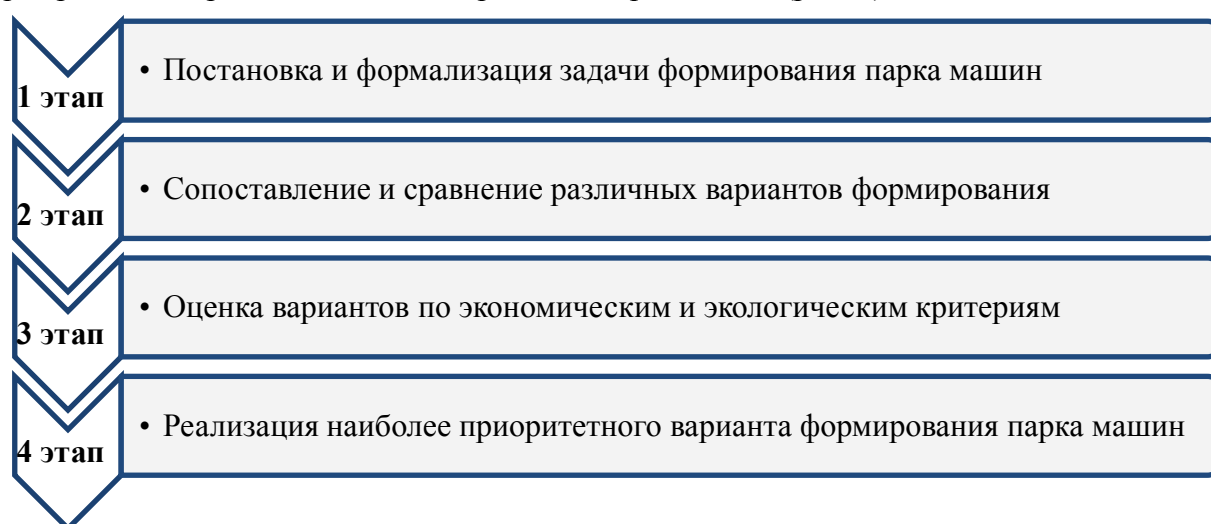 1 этап
• Постановка и формализация задачи формирования парка машин
2 этап
• Сопоставление и сравнение различных вариантов формирования
3 этап
• Оценка вариантов по экономическим и экологическим критериям
4 этап
• Реализация наиболее приоритетного варианта формирования парка машин